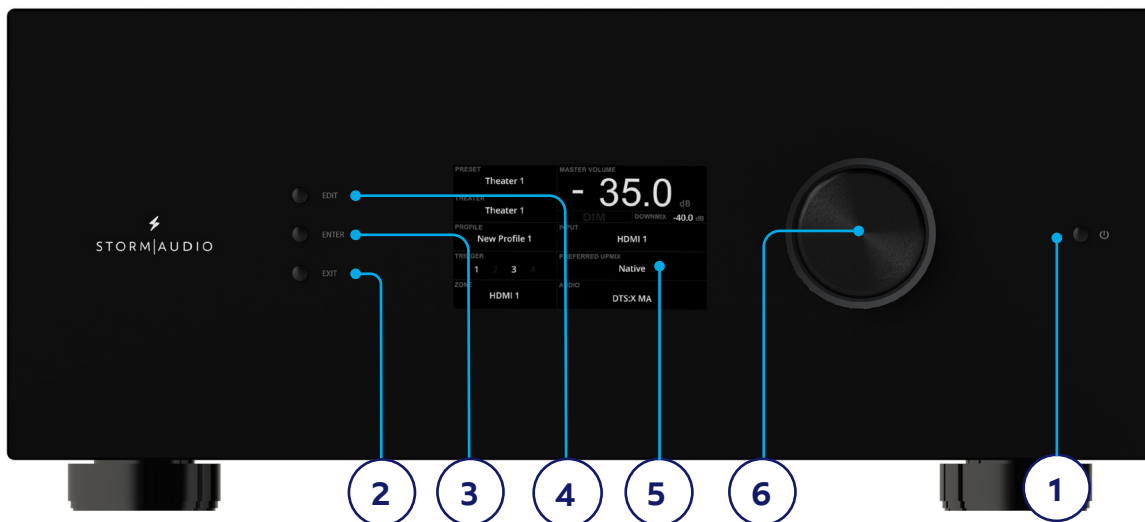 STORM|AUDIO
EDIT
ENTER
EXIT
PRESET
Theater 1
THEATER
Theater 1
PROFILE
New Profile 1
TRIGGER
1 2 3 4
ZONE
HDMI 1
MASTER VOLUME
- 35.0 dB
DIM DOWNMIX -40.0 dB
INPUT
HDMI 1
PREFERRED UPMIX
Native
AUDIO
DTS:X MA
2
3
4
5
6
1